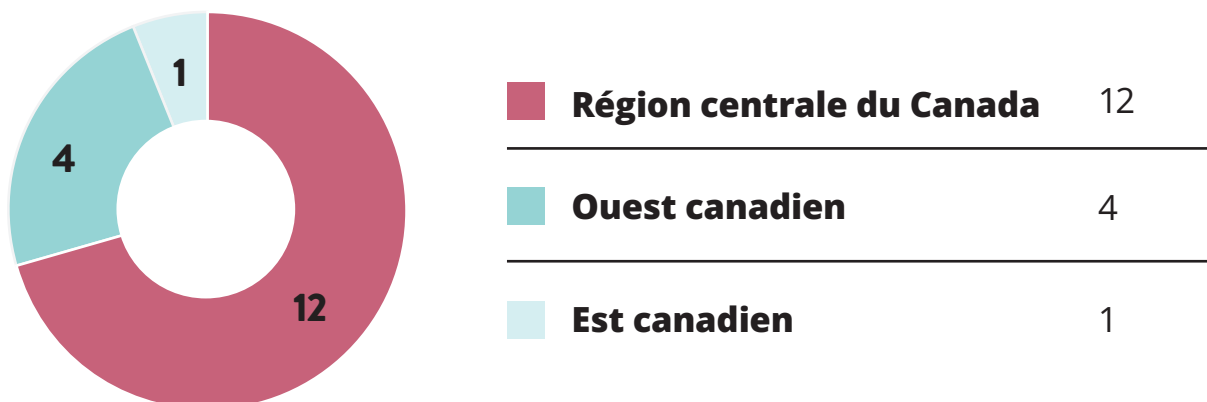 1
4
12
Région centrale du Canada 12
Ouest canadien 4
Est canadien 1